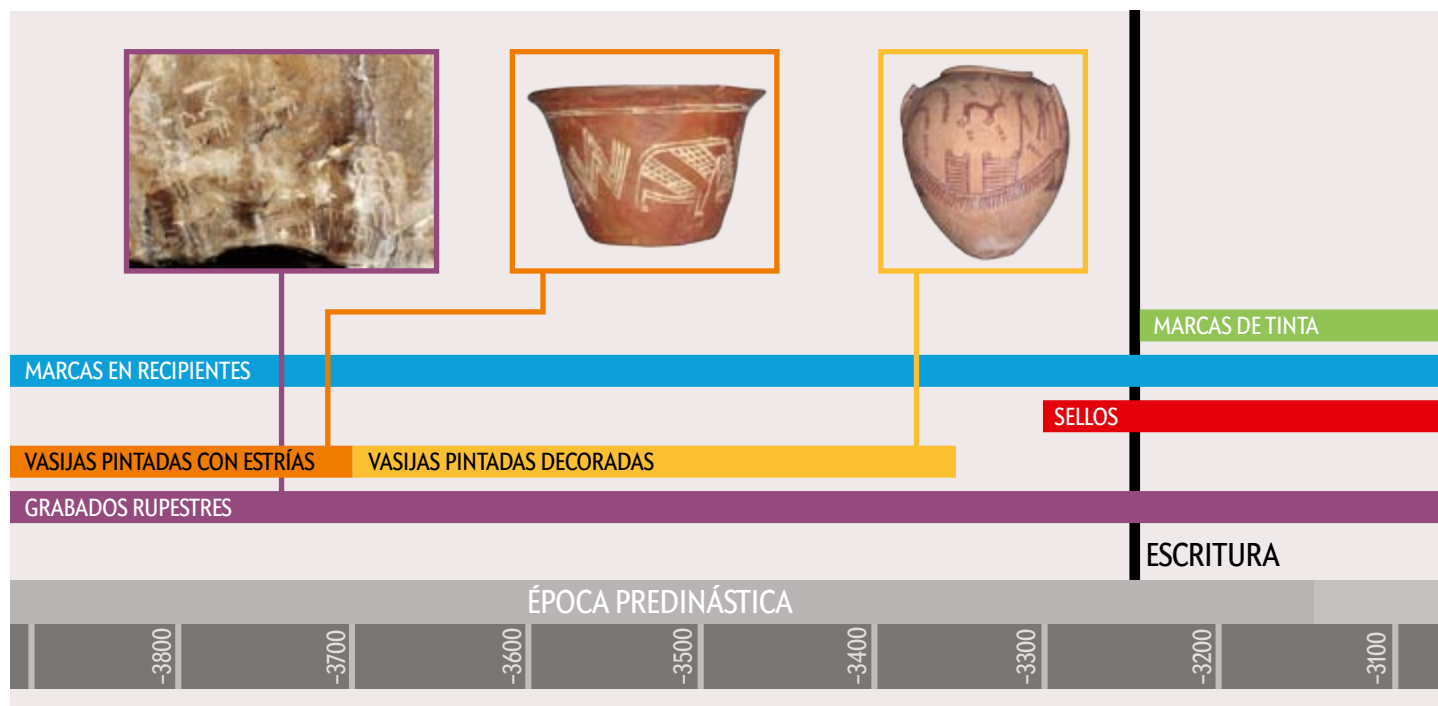 MARCAS DE TINTA
MARCAS EN RECIPIENTES
SELLOS
VASIJAS PINTADAS CON ESTRÍAS
VASIJAS PINTADAS DECORADAS
GRABADOS RUPESTRES
ESCRITURA
ÉPOCA PREDINÁSTICA
-3800
-3700
-3600
-3500
-3400
-3300
-3200
-3100